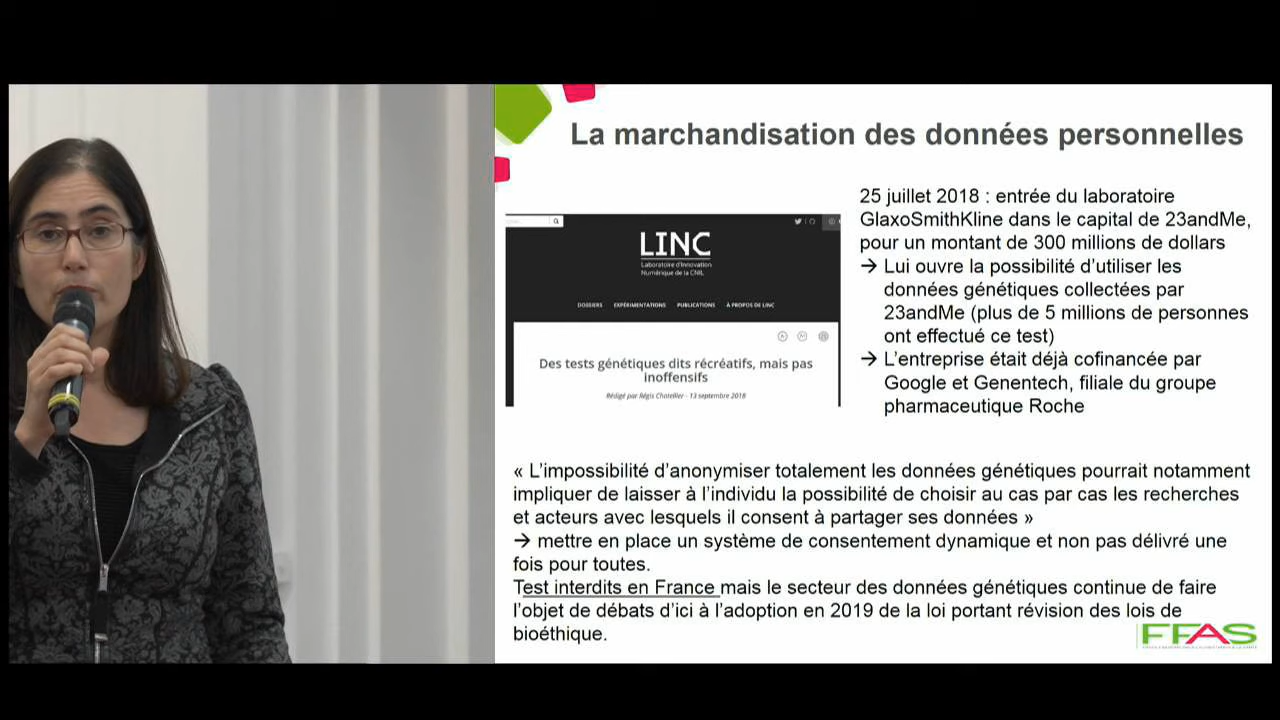 La marchandisation des données personnelles
LINC
Laboratoire d'Innovation
Numérique de la CNIL
DOSSIERS EXPÉRIMENTATIONS PUBLICATIONS À PROPOS DE LINC
Des tests génétiques dits récréatifs, mais pas
inoffensifs
Rédigé par Régis Chatellier - 13 septembre 2018
25 juillet 2018 : entrée du laboratoire
GlaxoSmithKline dans le capital de 23andMe,
pour un montant de 300 millions de dollars
→ Lui ouvre la possibilité d'utiliser les
données génétiques collectées par
23andMe (plus de 5 millions de personnes
ont effectué ce test)
→ L'entreprise était déjà cofinancée par
Google et Genentech, filiale du groupe
pharmaceutique Roche
« L'impossibilité d'anonymiser totalement les données génétiques pourrait notamment
impliquer de laisser à l'individu la possibilité de choisir au cas par cas les recherches
et acteurs avec lesquels il consent à partager ses données »
→ mettre en place un système de consentement dynamique et non pas délivré une
fois pour toutes.
Test interdits en France mais le secteur des données génétiques continue de faire
l'objet de débats d'ici à l'adoption en 2019 de la loi portant révision des lois de
bioéthique.
FFAS